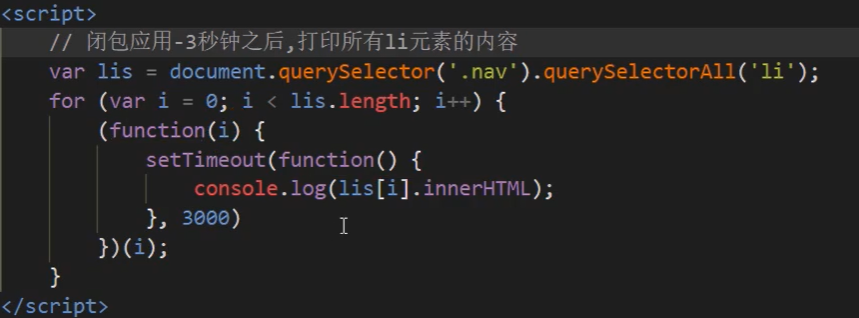 <script>
// 闭包应用-3秒钟之后,打印所有li元素的内容
var lis = document.querySelector('.nav').querySelectorAll('li');
for (var i = 0; i < lis.length; i++) {
(function(i) {
setTimeout(function() {
console.log(lis[i].innerHTML);
}, 3000)
})(i);
}
</script>